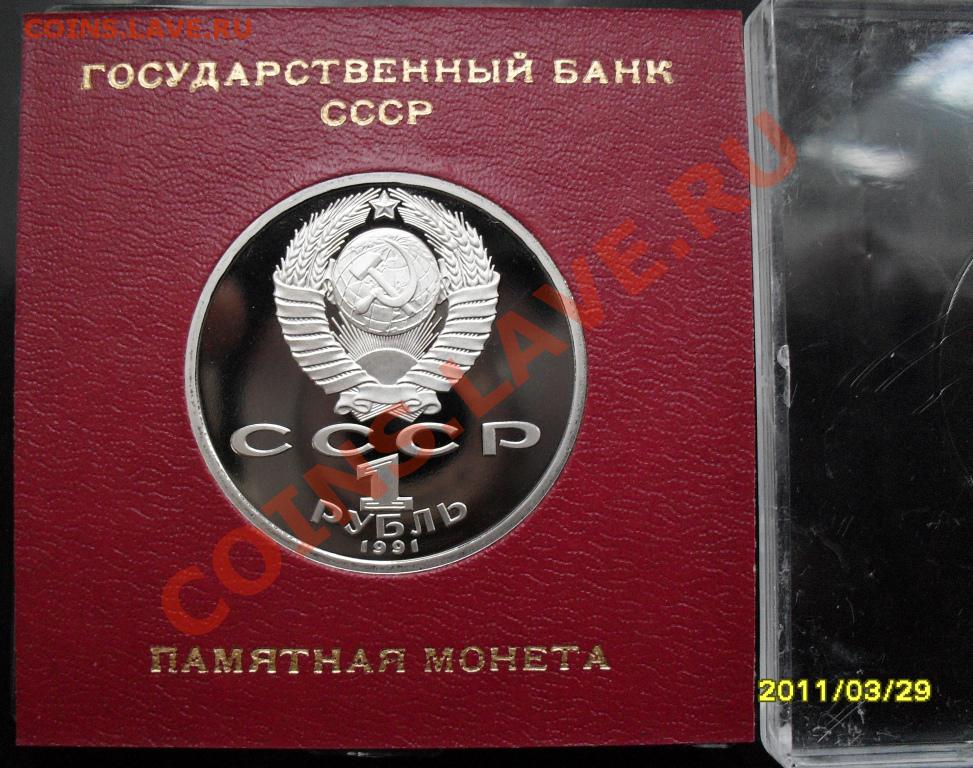 COINS.LAVE.RU
ГОСУДАРСТВЕННЫЙ БАНК
СССР
СССР
1
РУБЛЬ
1991
COINS.LAVE.RU
ПАМЯТНАЯ МОНЕТА
2011/03/29